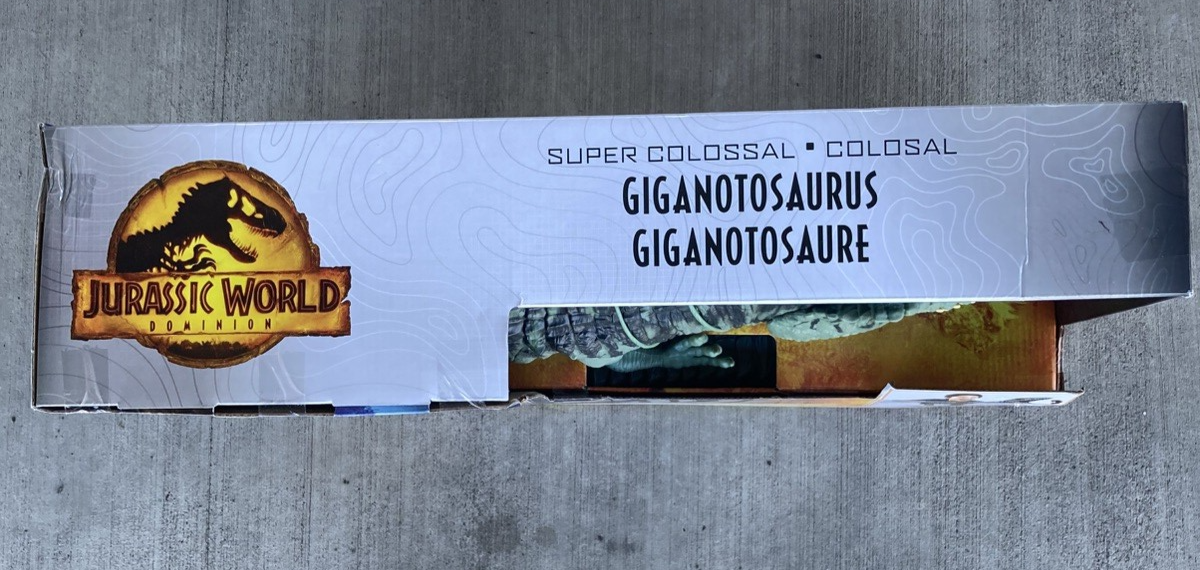 SUPER COLOSSAL ▪ COLOSAL
GIGANOTOSAURUS
GIGANOTOSAURE
JURASSIC WORLD
DOMINION